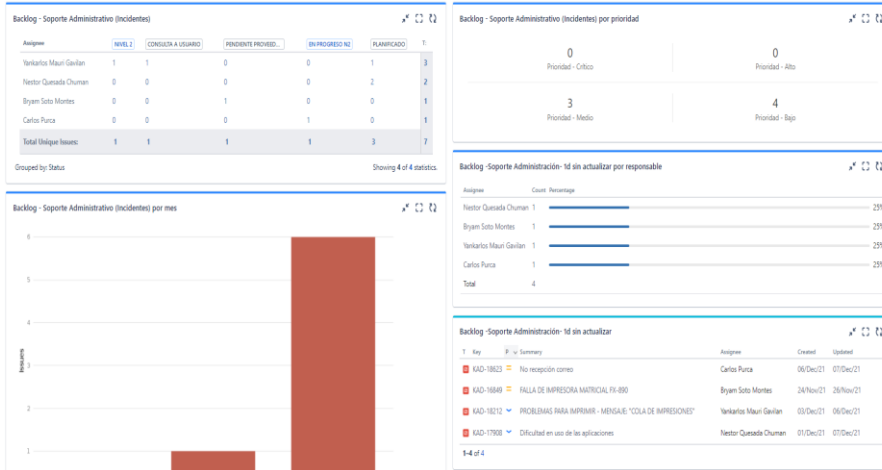 Backlog - Soporte Administrativo (Incidentes)
Assignee NIVEL 2 CONSULTA A USUARIO PENDIENTE PROVEED... EN PROGRESO N2 PLANIFICADO T:
Yankarlos Mauri Gavilan 1 1 0 0 1 3
Nestor Quesada Chuman 0 0 0 0 2 2
Bryam Soto Montes 0 0 1 0 0 1
Carlos Purca 0 0 0 1 0 1
Total Unique Issues: 1 1 1 1 3 7
Grouped by: Status Showing 4 of 4 statistics.
Backlog - Soporte Administrativo (Incidentes) por mes
6
5
4
3
2
1
Issues
Backlog - Soporte Administrativo (Incidentes) por prioridad
0 0
Prioridad - Crítico Prioridad - Alto
3 4
Prioridad - Medio Prioridad - Bajo
Backlog -Soporte Administración- 1d sin actualizar por responsable
Assignee Count Percentage
Nestor Quesada Chuman 1 25%
Bryam Soto Montes 1 25%
Yankarlos Mauri Gavilan 1 25%
Carlos Purca 1 25%
Total 4
Backlog -Soporte Administración- 1d sin actualizar
T Key P Summary Assignee Created Updated
KAD-18623 No recepción correo Carlos Purca 06/Dec/21 07/Dec/21
KAD-16849 FALLA DE IMPRESORA MATRICIAL FX-890 Bryam Soto Montes 24/Nov/21 26/Nov/21
KAD-18212 PROBLEMAS PARA IMPRIMIR - MENSAJE: "COLA DE IMPRESIONES" Yankarlos Mauri Gavilan 03/Dec/21 06/Dec/21
KAD-17908 Dificultad en uso de las aplicaciones Nestor Quesada Chuman 01/Dec/21 07/Dec/21
1–4 of 4